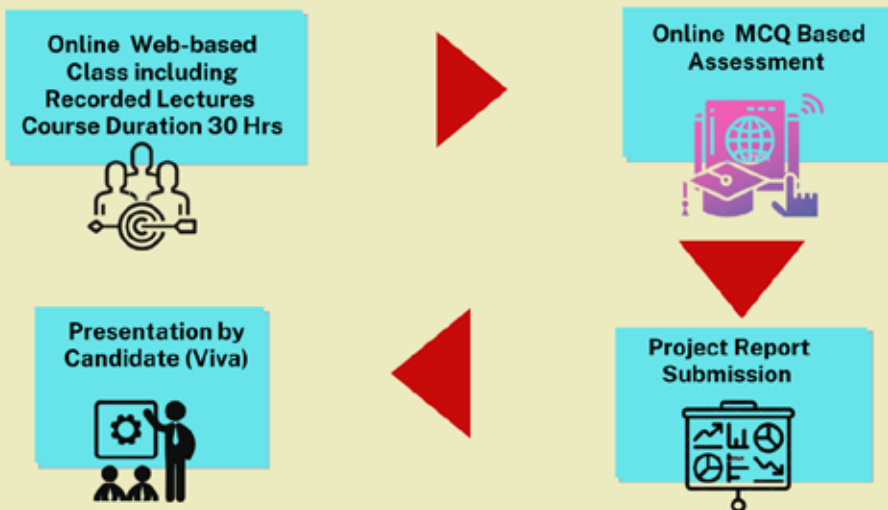 Online Web-based
Class including
Recorded Lectures
Course Duration 30 Hrs
Online MCQ Based
Assessment
Project Report
Submission
Presentation by
Candidate (Viva)